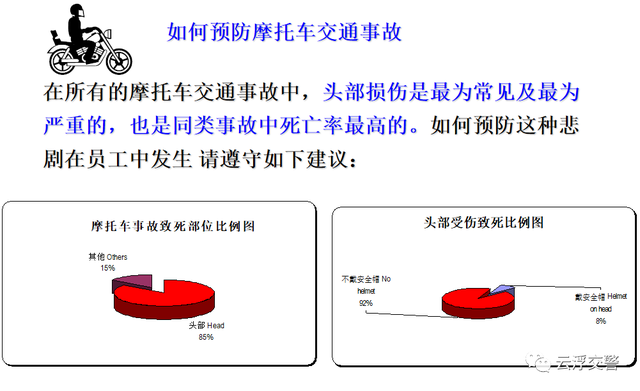 如何预防摩托车交通事故
在所有的摩托车交通事故中，头部损伤是最为常见及最为
严重的，也是同类事故中死亡率最高的。如何预防这种悲
剧在员工中发生 请遵守如下建议：
摩托车事故致死部位比例图
其他 Others
15%
头部 Head
85%
头部受伤致死比例图
不戴安全帽 No
helmet
92%
戴安全帽 Helmet
on head
8%
云浮交警